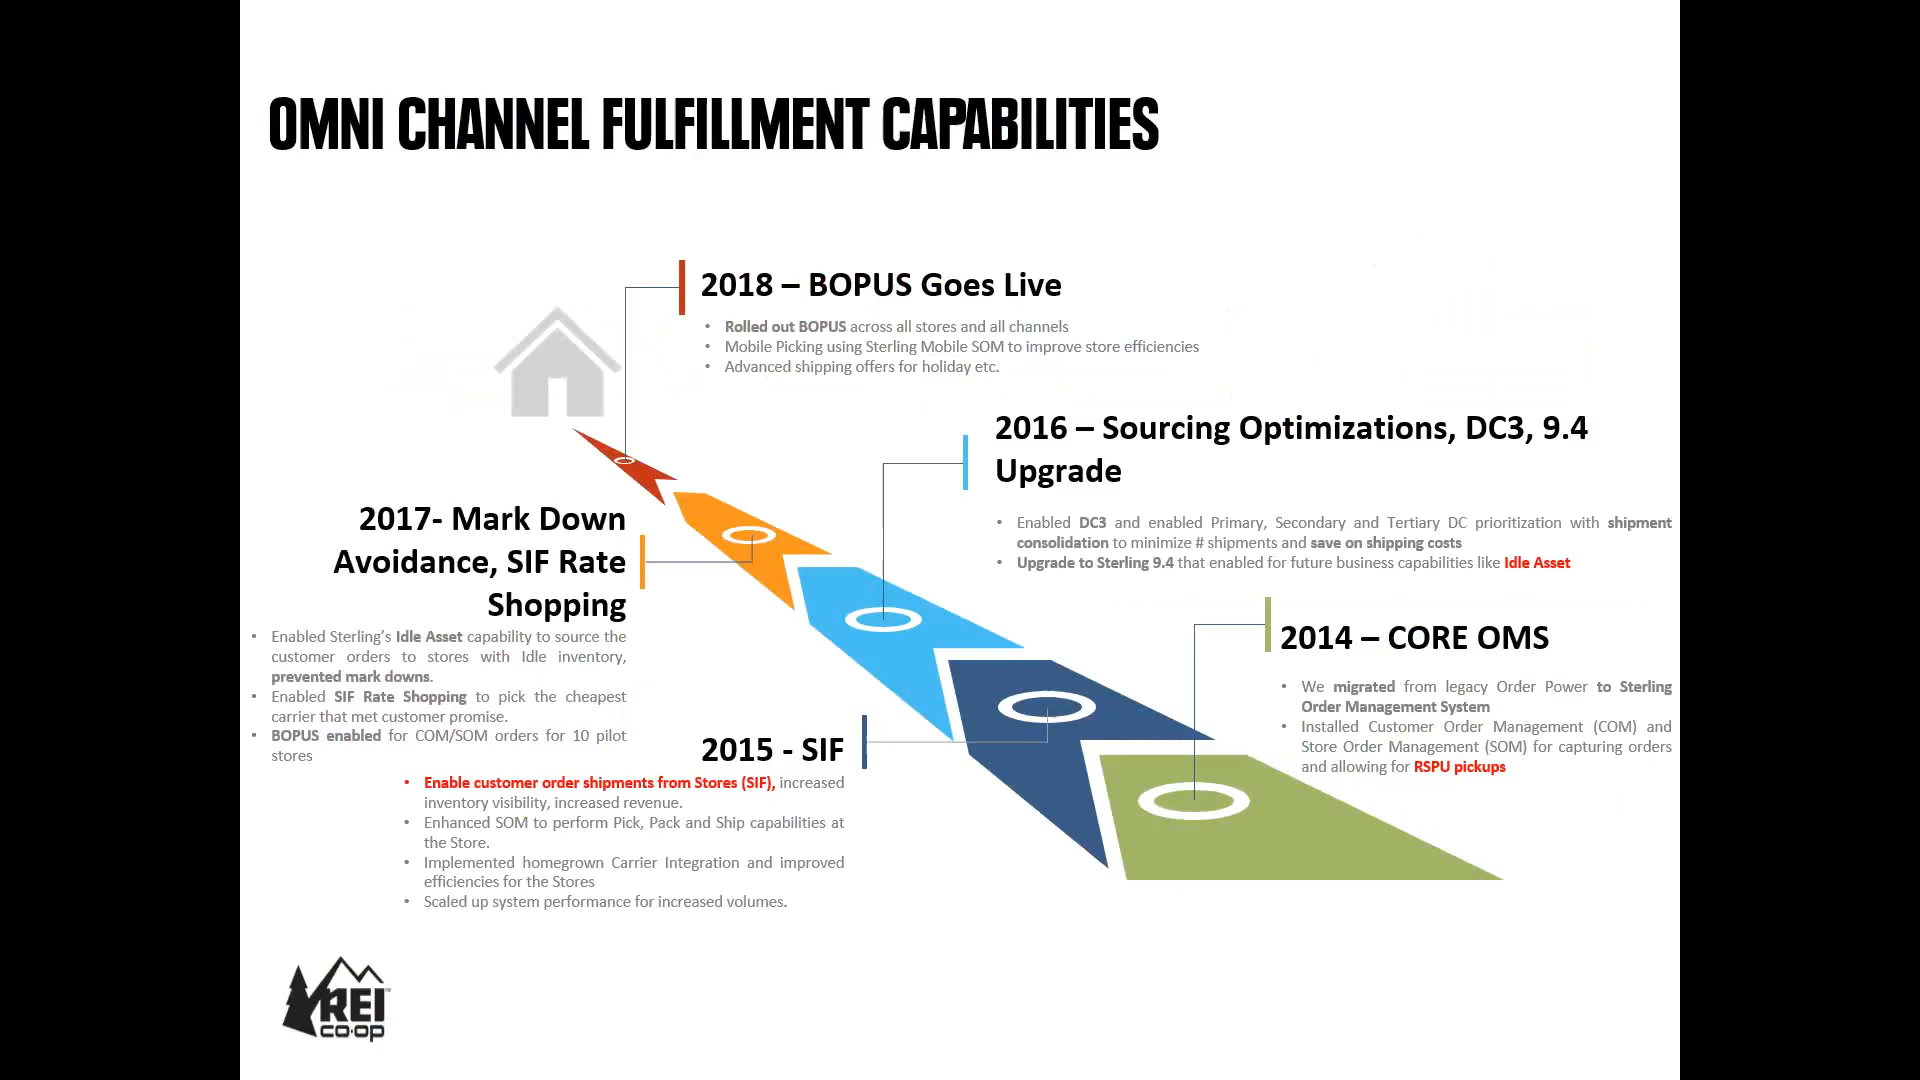 OMNI CHANNEL FULFILLMENT CAPABILITIES
2018 – BOPUS Goes Live
• Rolled out BOPUS across all stores and all channels
• Mobile Picking using Sterling Mobile SOM to improve store efficiencies
• Advanced shipping offers for holiday etc.
2016 – Sourcing Optimizations, DC3, 9.4
Upgrade
• Enabled DC3 and enabled Primary, Secondary and Tertiary DC prioritization with shipment
consolidation to minimize # shipments and save on shipping costs
• Upgrade to Sterling 9.4 that enabled for future business capabilities like Idle Asset
2017- Mark Down
Avoidance, SIF Rate
Shopping
• Enabled Sterling's Idle Asset capability to source the
customer orders to stores with Idle inventory,
prevented mark downs.
• Enabled SIF Rate Shopping to pick the cheapest
carrier that met customer promise.
• BOPUS enabled for COM/SOM orders for 10 pilot
stores
2014 – CORE OMS
• We migrated from legacy Order Power to Sterling
Order Management System
• Installed Customer Order Management (COM) and
Store Order Management (SOM) for capturing orders
and allowing for RSPU pickups
2015 - SIF
• Enable customer order shipments from Stores (SIF), increased
inventory visibility, increased revenue.
• Enhanced SOM to perform Pick, Pack and Ship capabilities at
the Store.
• Implemented homegrown Carrier Integration and improved
efficiencies for the Stores
• Scaled up system performance for increased volumes.
REI
co·op